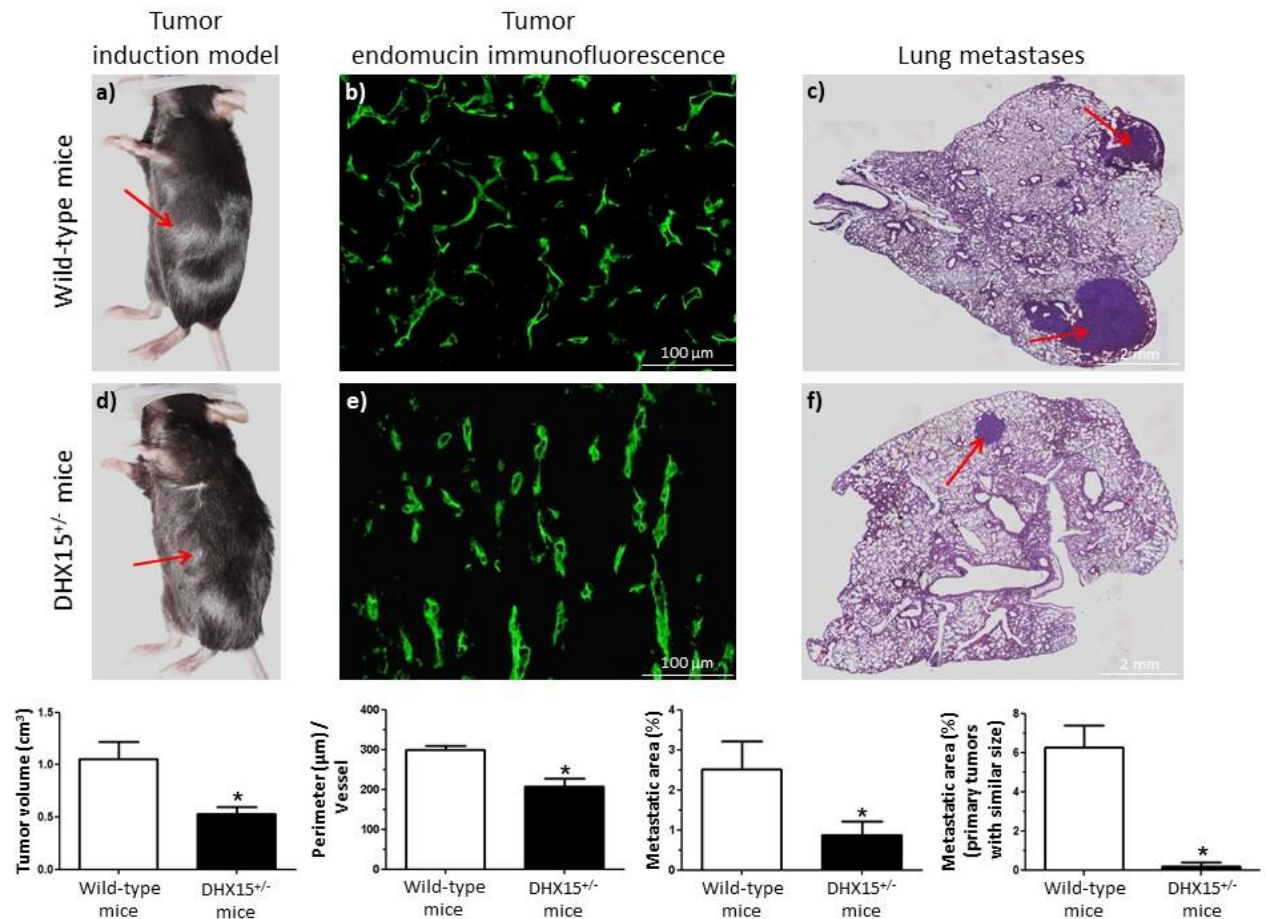 Tumor
induction model
Tumor
endomucin immunofluorescence
Lung metastases
Wild-type mice
a)
b)
100 µm
c)
2 mm
DHX15+/- mice
d)
e)
100 µm
f)
2 mm
Tumor volume (cm³)
1.5
1.0
0.5
0.0
Wild-type
mice
DHX15+/-
mice
*
Perimeter (µm) /
Vessel
400
300
200
100
0
Wild-type
mice
DHX15+/-
mice
*
Metastatic area (%)
4
3
2
1
0
Wild-type
mice
DHX15+/-
mice
*
Metastatic area (%)
(primary tumors
with similar size)
8
6
4
2
0
Wild-type
mice
DHX15+/-
mice
*